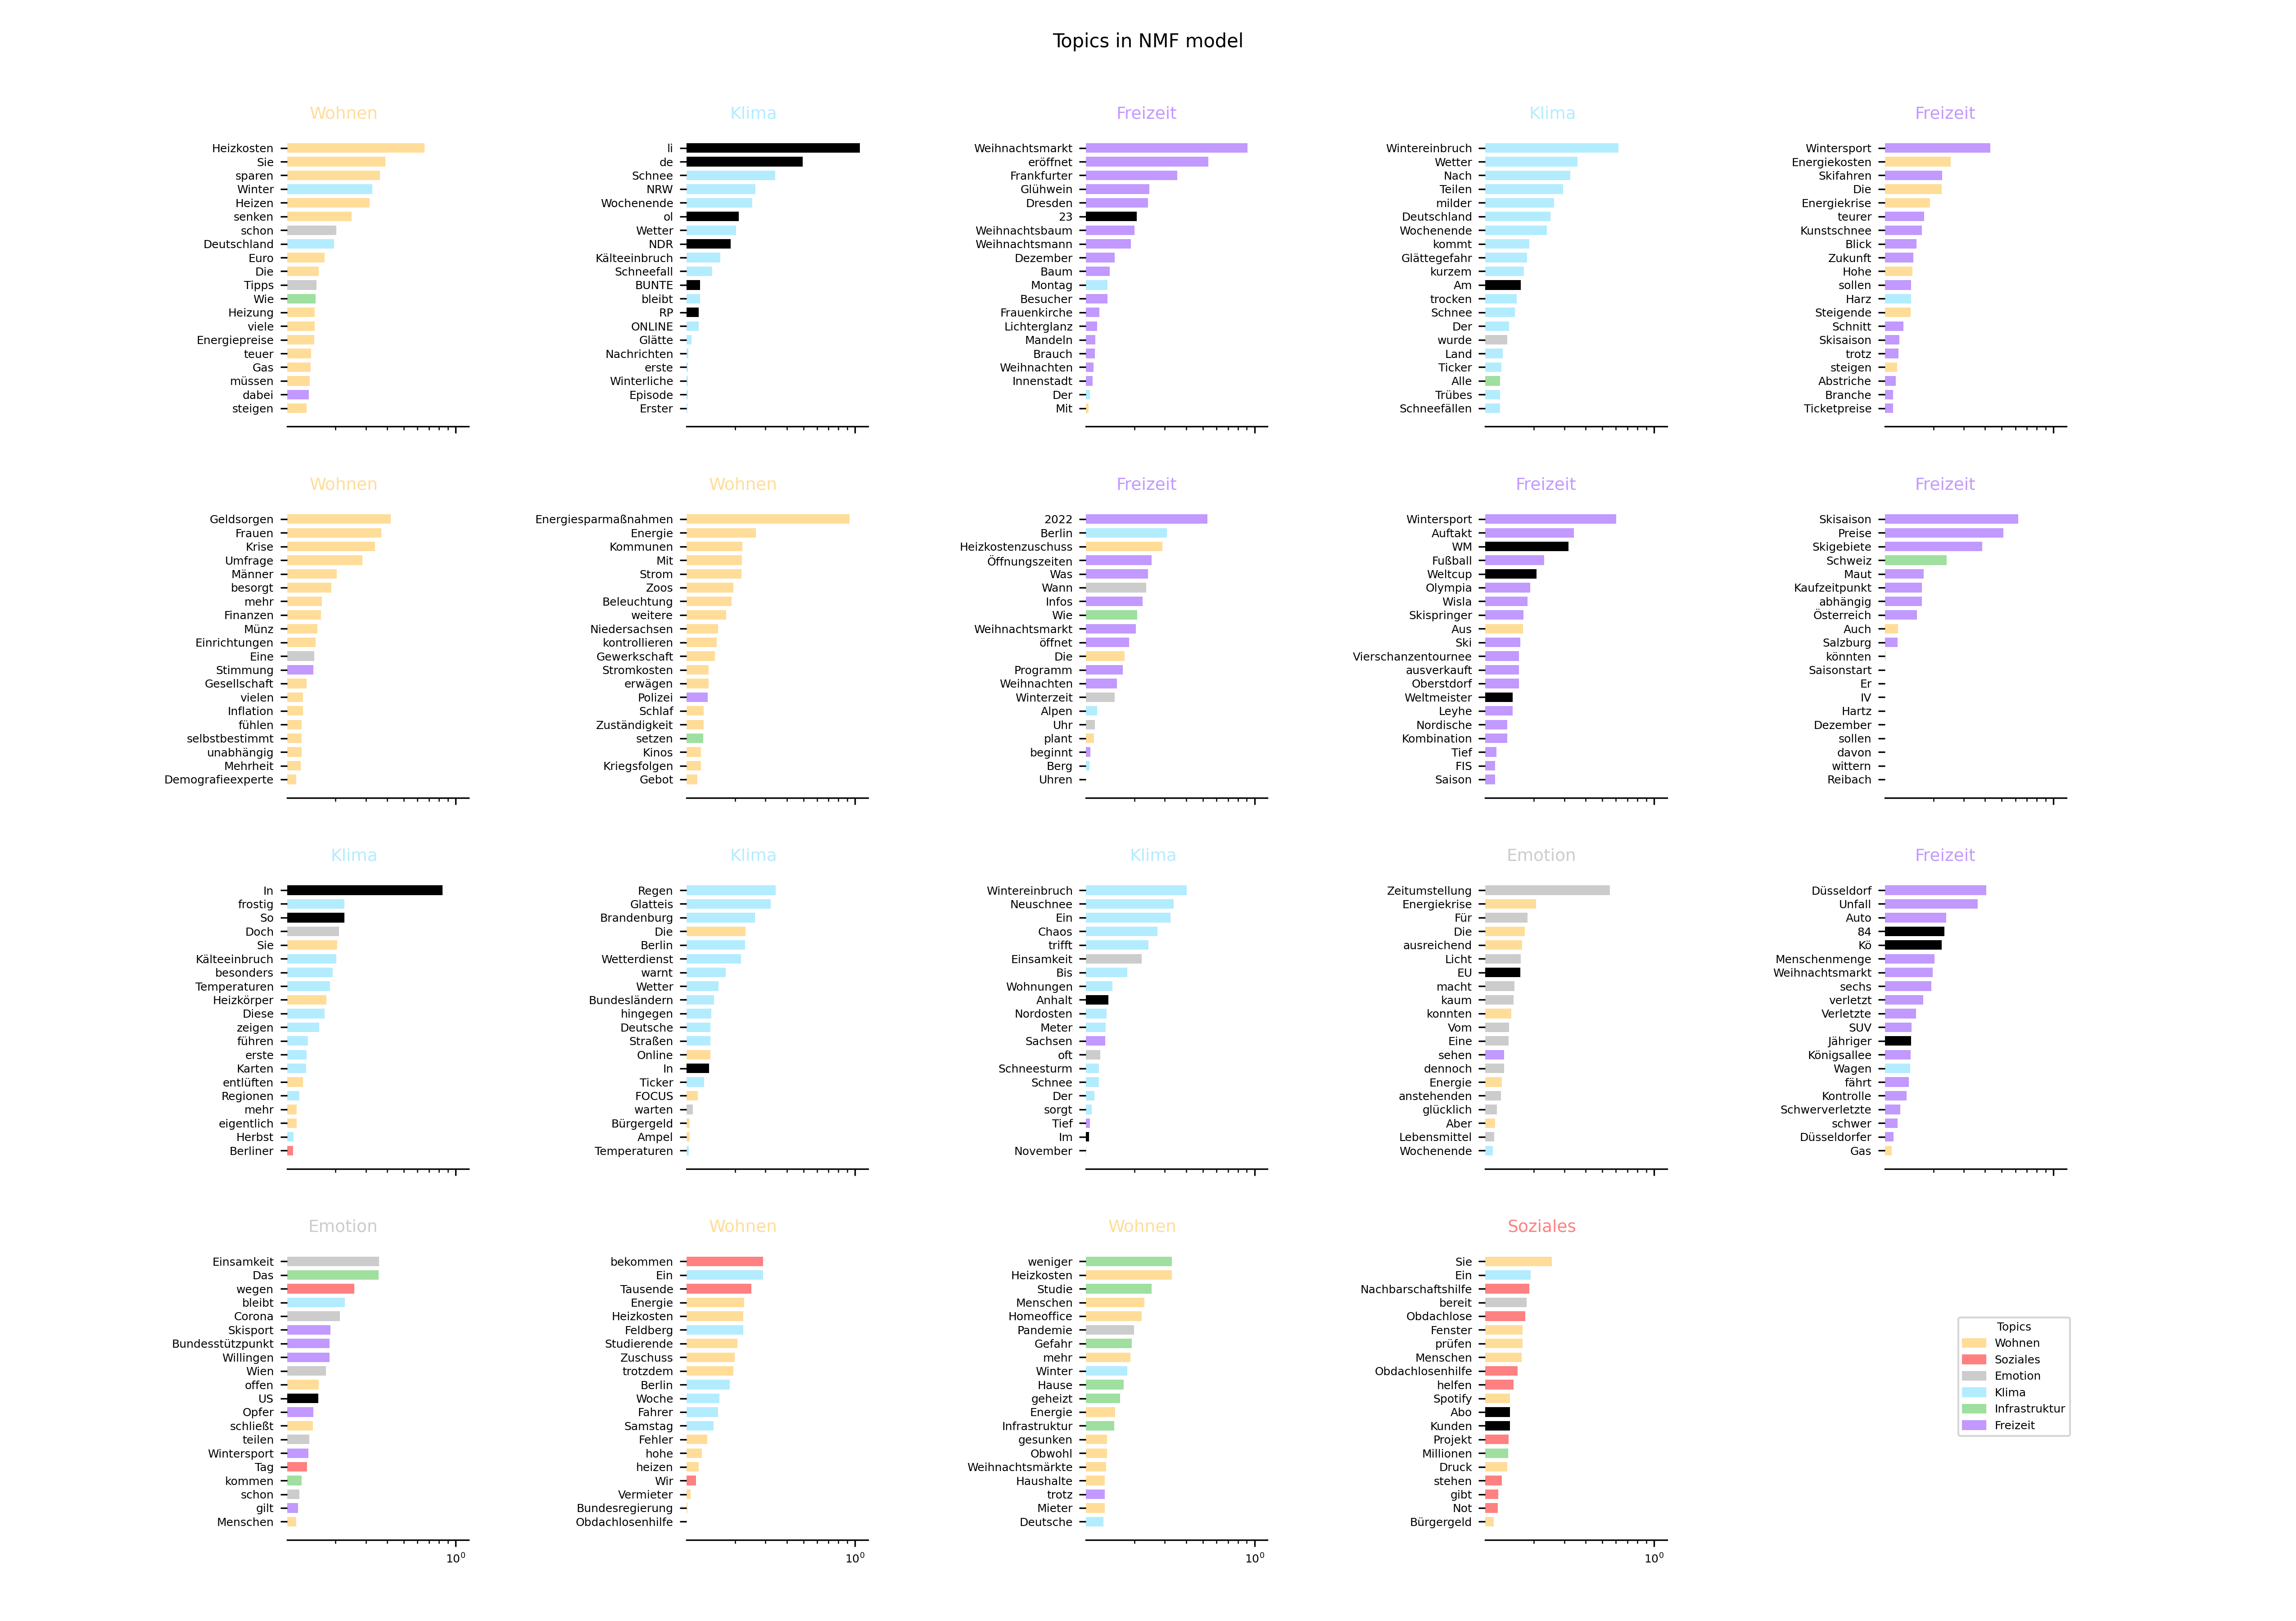 Topics in NMF model
Wohnen
Heizkosten
Sie
sparen
Winter
Heizen
senken
schon
Deutschland
Euro
Die
Tipps
Wie
Heizung
viele
Energiepreise
teuer
Gas
müssen
dabei
steigen
Klima
li
de
Schnee
NRW
Wochenende
ol
Wetter
NDR
Kälteeinbruch
Schneefall
BUNTE
bleibt
RP
ONLINE
Glätte
Nachrichten
erste
Winterliche
Episode
Erster
Freizeit
Weihnachtsmarkt
eröffnet
Frankfurter
Glühwein
Dresden
23
Weihnachtsbaum
Weihnachtsmann
Dezember
Baum
Montag
Besucher
Frauenkirche
Lichterglanz
Mandeln
Brauch
Weihnachten
Innenstadt
Der
Mit
Klima
Wintereinbruch
Wetter
Nach
Teilen
milder
Deutschland
Wochenende
kommt
Glättegefahr
kurzem
Am
trocken
Schnee
Der
wurde
Land
Ticker
Alle
Trübes
Schneefällen
Freizeit
Wintersport
Energiekosten
Skifahren
Die
Energiekrise
teurer
Kunstschnee
Blick
Zukunft
Hohe
sollen
Harz
Steigende
Schnitt
Skisaison
trotz
steigen
Abstriche
Branche
Ticketpreise
Wohnen
Geldsorgen
Frauen
Krise
Umfrage
Männer
besorgt
mehr
Finanzen
Münz
Einrichtungen
Eine
Stimmung
Gesellschaft
vielen
Inflation
fühlen
selbstbestimmt
unabhängig
Mehrheit
Demografieexperte
Wohnen
Energiesparmaßnahmen
Energie
Kommunen
Mit
Strom
Zoos
Beleuchtung
weitere
Niedersachsen
kontrollieren
Gewerkschaft
Stromkosten
erwägen
Polizei
Schlaf
Zuständigkeit
setzen
Kinos
Kriegsfolgen
Gebot
Freizeit
2022
Berlin
Heizkostenzuschuss
Öffnungszeiten
Was
Wann
Infos
Wie
Weihnachtsmarkt
öffnet
Die
Programm
Weihnachten
Winterzeit
Alpen
Uhr
plant
beginnt
Berg
Uhren
Freizeit
Wintersport
Auftakt
WM
Fußball
Weltcup
Olympia
Wisla
Skispringer
Aus
Ski
Vierschanzentournee
ausverkauft
Oberstdorf
Weltmeister
Leyhe
Nordische
Kombination
Tief
FIS
Saison
Freizeit
Skisaison
Preise
Skigebiete
Schweiz
Maut
Kaufzeitpunkt
abhängig
Österreich
Auch
Salzburg
könnten
Saisonstart
Er
IV
Hartz
Dezember
sollen
davon
wittern
Reibach
Klima
In
frostig
So
Doch
Sie
Kälteeinbruch
besonders
Temperaturen
Heizkörper
Diese
zeigen
führen
erste
Karten
entlüften
Regionen
mehr
eigentlich
Herbst
Berliner
Klima
Regen
Glatteis
Brandenburg
Die
Berlin
Wetterdienst
warnt
Wetter
Bundesländern
hingegen
Deutsche
Straßen
Online
In
Ticker
FOCUS
warten
Bürgergeld
Ampel
Temperaturen
Klima
Wintereinbruch
Neuschnee
Ein
Chaos
trifft
Einsamkeit
Bis
Wohnungen
Anhalt
Nordosten
Meter
Sachsen
oft
Schneesturm
Schnee
Der
sorgt
Tief
Im
November
Emotion
Zeitumstellung
Energiekrise
Für
Die
ausreichend
Licht
EU
macht
kaum
konnten
Vom
Eine
sehen
dennoch
Energie
anstehenden
glücklich
Aber
Lebensmittel
Wochenende
Freizeit
Düsseldorf
Unfall
Auto
84
Kö
Menschenmenge
Weihnachtsmarkt
sechs
verletzt
Verletzte
SUV
Jähriger
Königsallee
Wagen
fährt
Kontrolle
Schwerverletzte
schwer
Düsseldorfer
Gas
Emotion
Einsamkeit
Das
wegen
bleibt
Corona
Skisport
Bundesstützpunkt
Willingen
Wien
offen
US
Opfer
schließt
teilen
Wintersport
Tag
kommen
schon
gilt
Menschen
10⁰
Wohnen
bekommen
Ein
Tausende
Energie
Heizkosten
Feldberg
Studierende
Zuschuss
trotzdem
Berlin
Woche
Fahrer
Samstag
Fehler
hohe
heizen
Wir
Vermieter
Bundesregierung
Obdachlosenhilfe
10⁰
Wohnen
weniger
Heizkosten
Studie
Menschen
Homeoffice
Pandemie
Gefahr
mehr
Winter
Hause
geheizt
Energie
Infrastruktur
gesunken
Obwohl
Weihnachtsmärkte
Haushalte
trotz
Mieter
Deutsche
10⁰
Soziales
Sie
Ein
Nachbarschaftshilfe
bereit
Obdachlose
Fenster
prüfen
Menschen
Obdachlosenhilfe
helfen
Spotify
Abo
Kunden
Projekt
Millionen
Druck
stehen
gibt
Not
Bürgergeld
10⁰
Topics
Wohnen
Soziales
Emotion
Klima
Infrastruktur
Freizeit